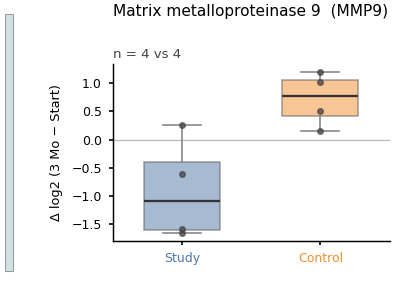 Matrix metalloproteinase 9 (MMP9)
n = 4 vs 4
Δ log2 (3 Mo − Start)
1.0
0.5
0.0
−0.5
−1.0
−1.5
Study Control